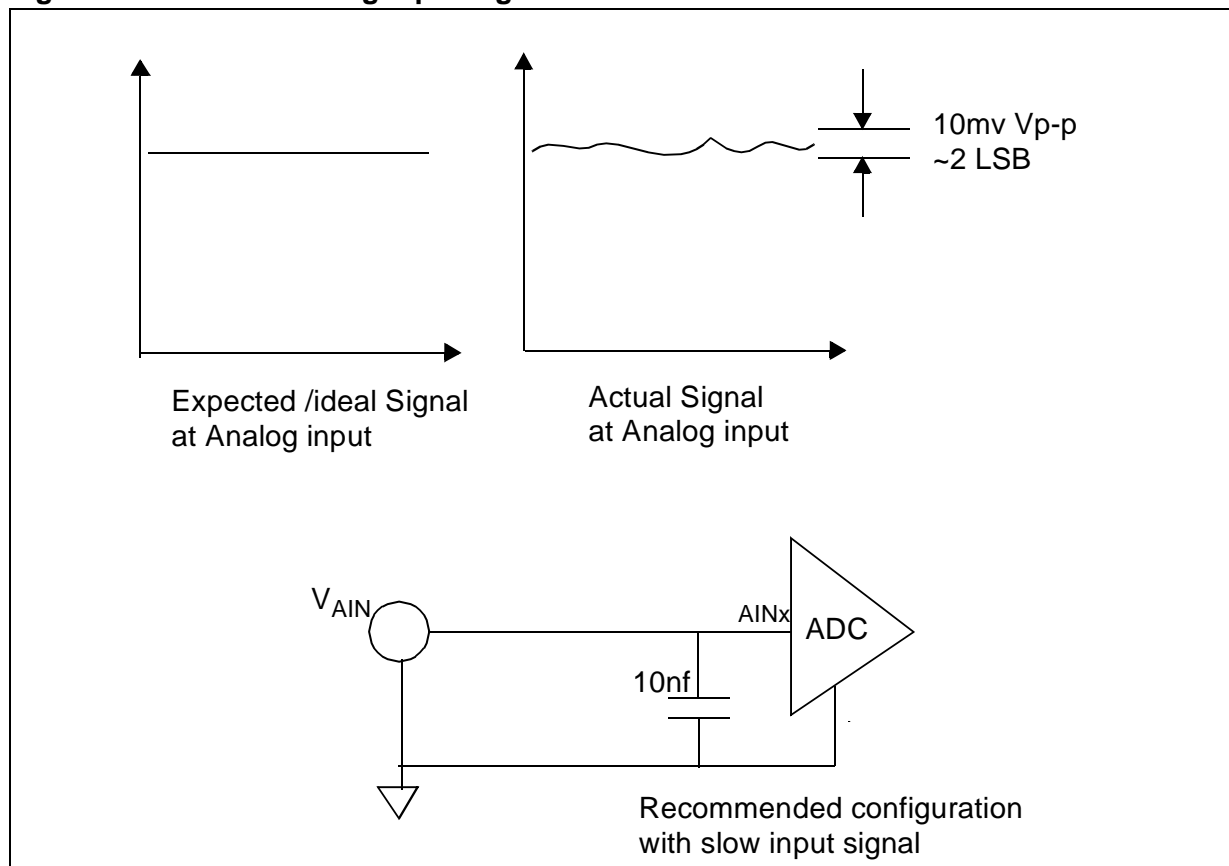 10mv Vp-p
~2 LSB
Expected /ideal Signal
at Analog input
Actual Signal
at Analog input
VAIN
AINx
ADC
10nf
Recommended configuration
with slow input signal